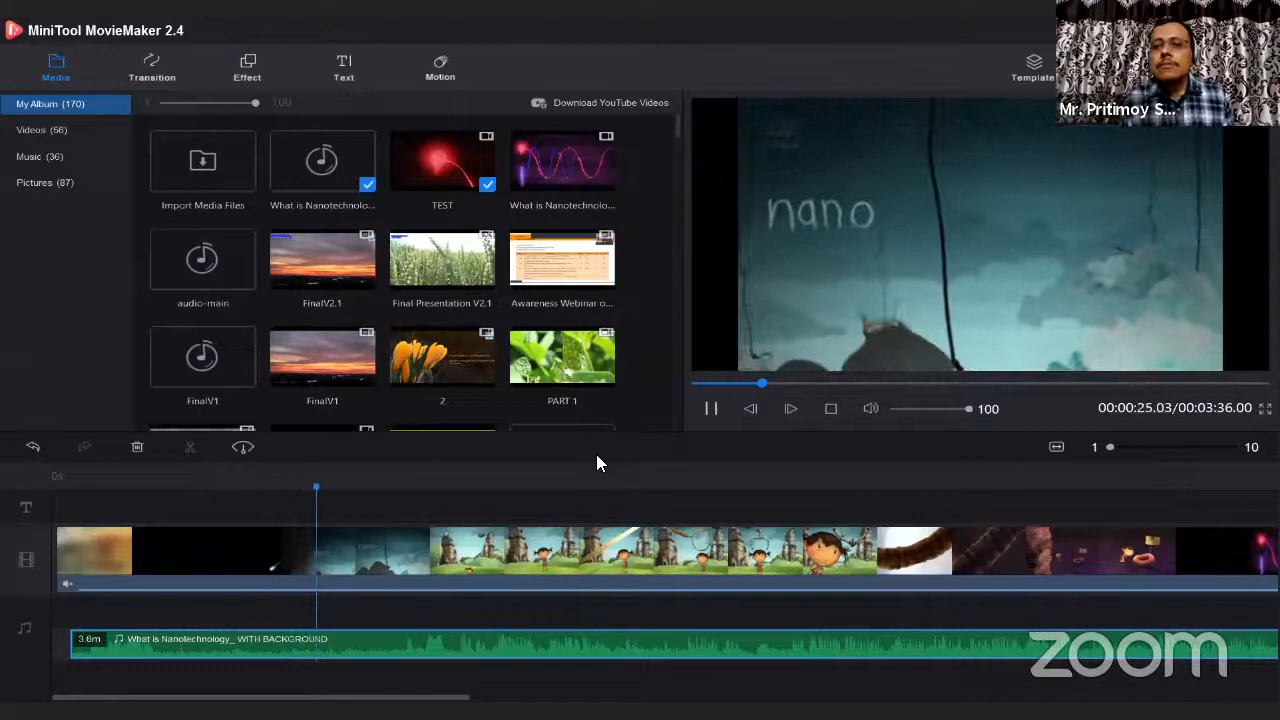 MiniTool MovieMaker 2.4
Media
Transition
Effect
Text
Motion
Template
Mr. Pritimoy S...
My Album (170)
Videos (56)
Music (36)
Pictures (87)
100
Download YouTube Videos
Import Media Files
What is Nanotechnolo...
TEST
What is Nanotechnolo...
audio-main
FinalV2.1
Final Presentation V2.1
Awareness Webinar o...
FinalV1
FinalV1
2
PART 1
nano
100
00:00:25.03/00:03:36.00
1
10
0s
3.6m
What is Nanotechnology_ WITH BACKGROUND
zoom